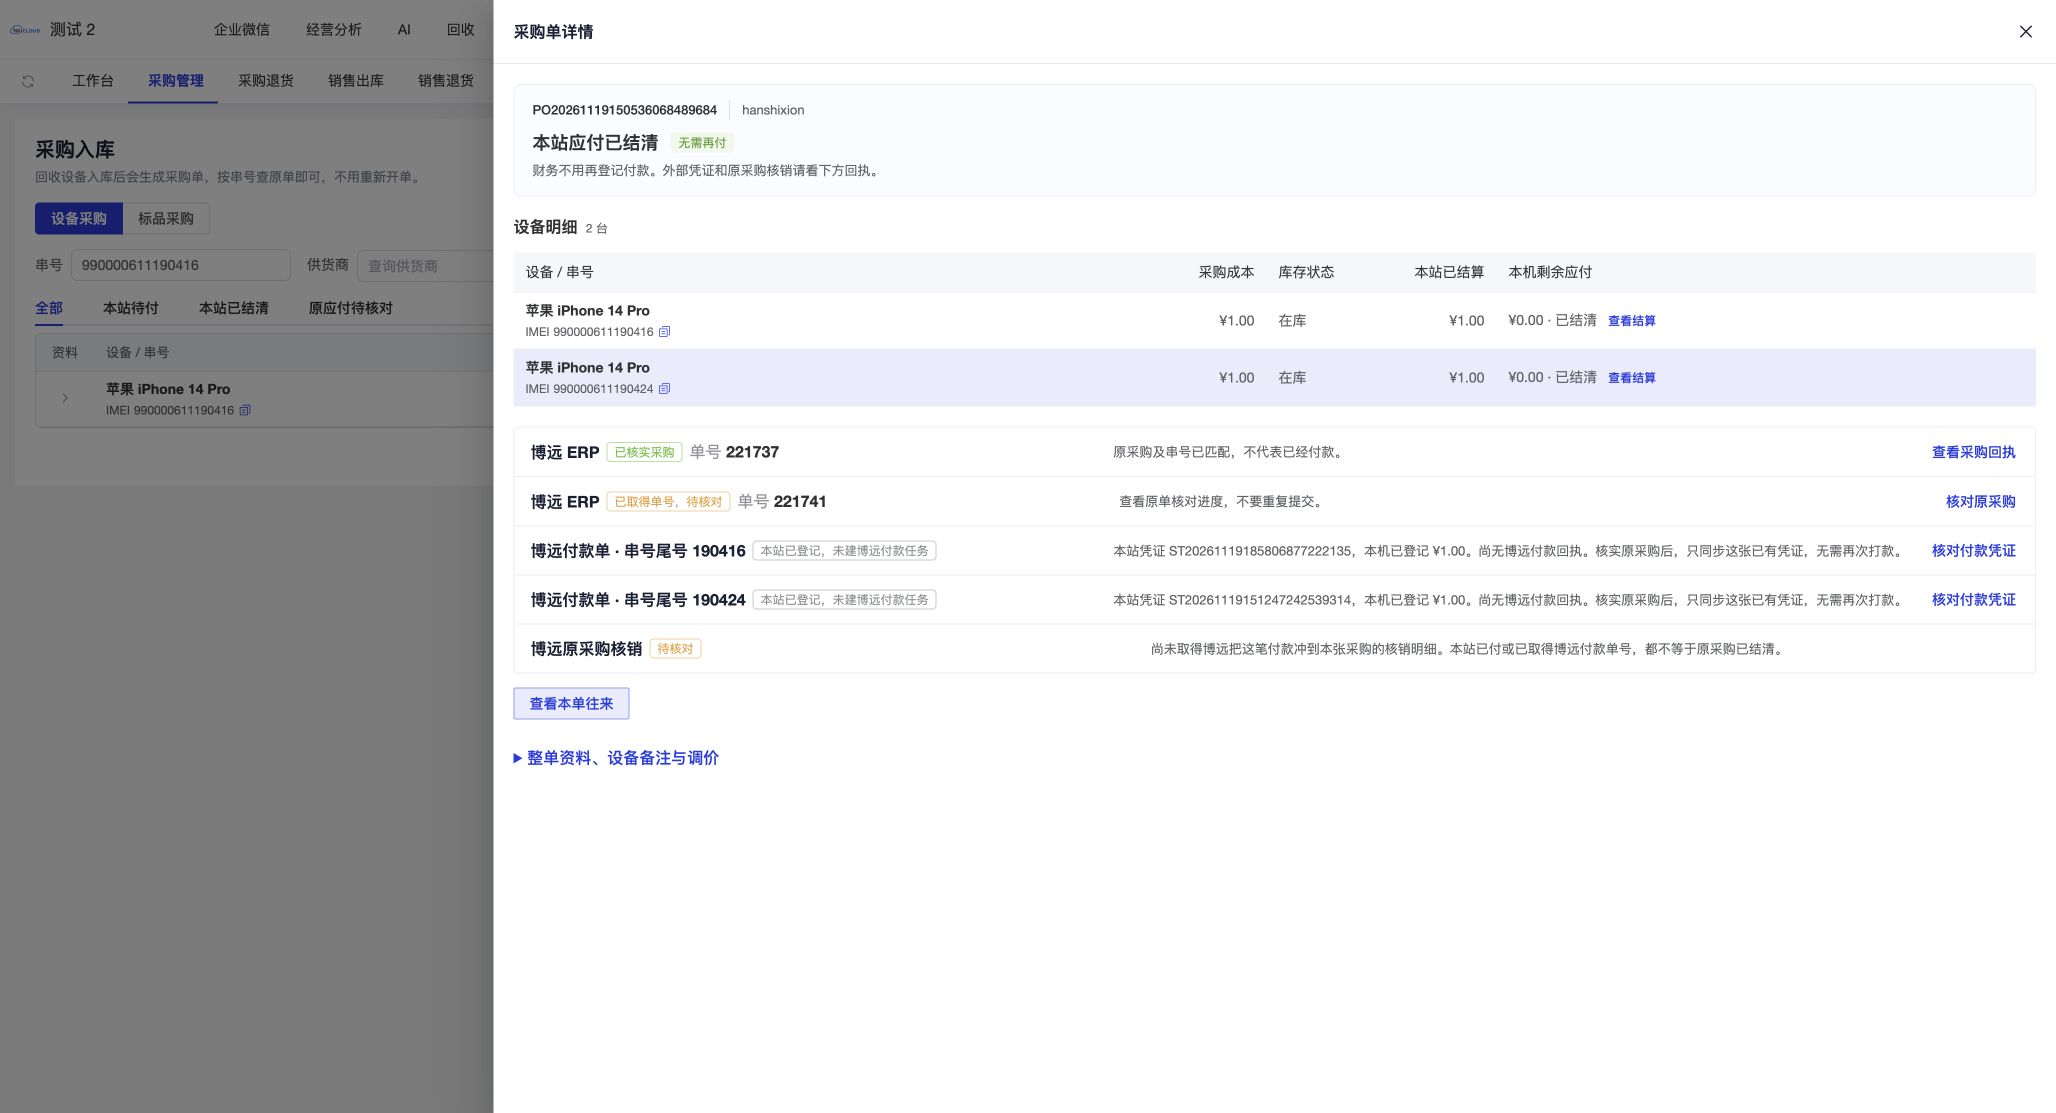 测试 2
企业微信 经营分析 AI 回收
工作台 采购管理 采购退货 销售出库 销售退货
采购入库
回收设备入库后会生成采购单，按串号查原单即可，不用重新开单。
设备采购 标品采购
串号 990000611190416 供货商 查询供货商
全部 本站待付 本站已结清 原应付待核对
资料 设备 / 串号
苹果 iPhone 14 Pro
IMEI 990000611190416
采购单详情
PO20261119150536068489684 hanshixion
本站应付已结清 无需再付
财务不用再登记付款。外部凭证和原采购核销请看下方回执。
设备明细 2 台
设备 / 串号 采购成本 库存状态 本站已结算 本机剩余应付
苹果 iPhone 14 Pro
IMEI 990000611190416 ¥1.00 在库 ¥1.00 ¥0.00 · 已结清 查看结算
苹果 iPhone 14 Pro
IMEI 990000611190424 ¥1.00 在库 ¥1.00 ¥0.00 · 已结清 查看结算
博远 ERP 已核实采购 单号 221737 原采购及串号已匹配，不代表已经付款。 查看采购回执
博远 ERP 已取得单号，待核对 单号 221741 查看原单核对进度，不要重复提交。 核对原采购
博远付款单 · 串号尾号 190416 本站已登记，未建博远付款任务 本站凭证 ST20261119185806877222135，本机已登记 ¥1.00。尚无博远付款回执。核实原采购后，只同步这张已有凭证，无需再次打款。 核对付款凭证
博远付款单 · 串号尾号 190424 本站已登记，未建博远付款任务 本站凭证 ST20261119151247242539314，本机已登记 ¥1.00。尚无博远付款回执。核实原采购后，只同步这张已有凭证，无需再次打款。 核对付款凭证
博远原采购核销 待核对 尚未取得博远把这笔付款冲到本张采购的核销明细。本站已付或已取得博远付款单号，都不等于原采购已结清。
查看本单往来
整单资料、设备备注与调价